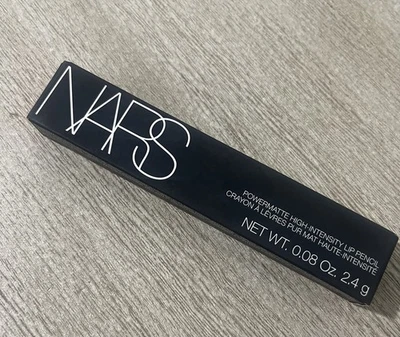 NARS
POWERMATTE HIGH-INTENSITY LIP PENCIL
CRAYON À LÈVRES PUR MAT HAUTE-INTENSITÉ
NET WT. 0.08 Oz. 2.4 g